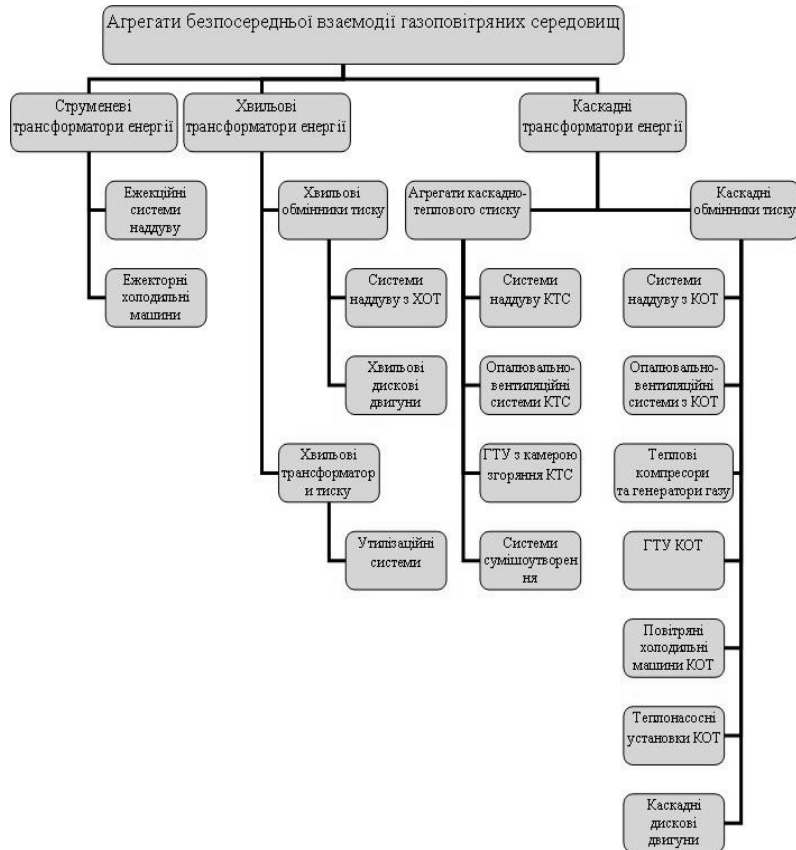 Агрегати безпосередньої взаємодії газоповітряних середовищ
Струменеві
трансформатори енергії
Хвильові
трансформатори енергії
Каскадні
трансформатори енергії
Ежекційні
системи
наддуву
Ежекторні
холодильні
машини
Хвильові
обмінники тиску
Системи
наддуву з ХОТ
Хвильові
дискові
двигуни
Хвильові
трансформатор
и тиску
Утилізаційні
системи
Агрегати каскадно-
теплового стиску
Системи
наддуву КТС
Опалювально-
вентиляційні
системи КТС
ГТУ з камерою
згоряння КТС
Системи
сумішоутворен
ня
Каскадні
обмінники тиску
Системи
наддуву з КОТ
Опалювально-
вентиляційні
системи з КОТ
Теплові
компресори
та генератори газу
ГТУ КОТ
Повітряні
холодильні
машини КОТ
Теплонасосні
установки КОТ
Каскадні
дискові
двигуни